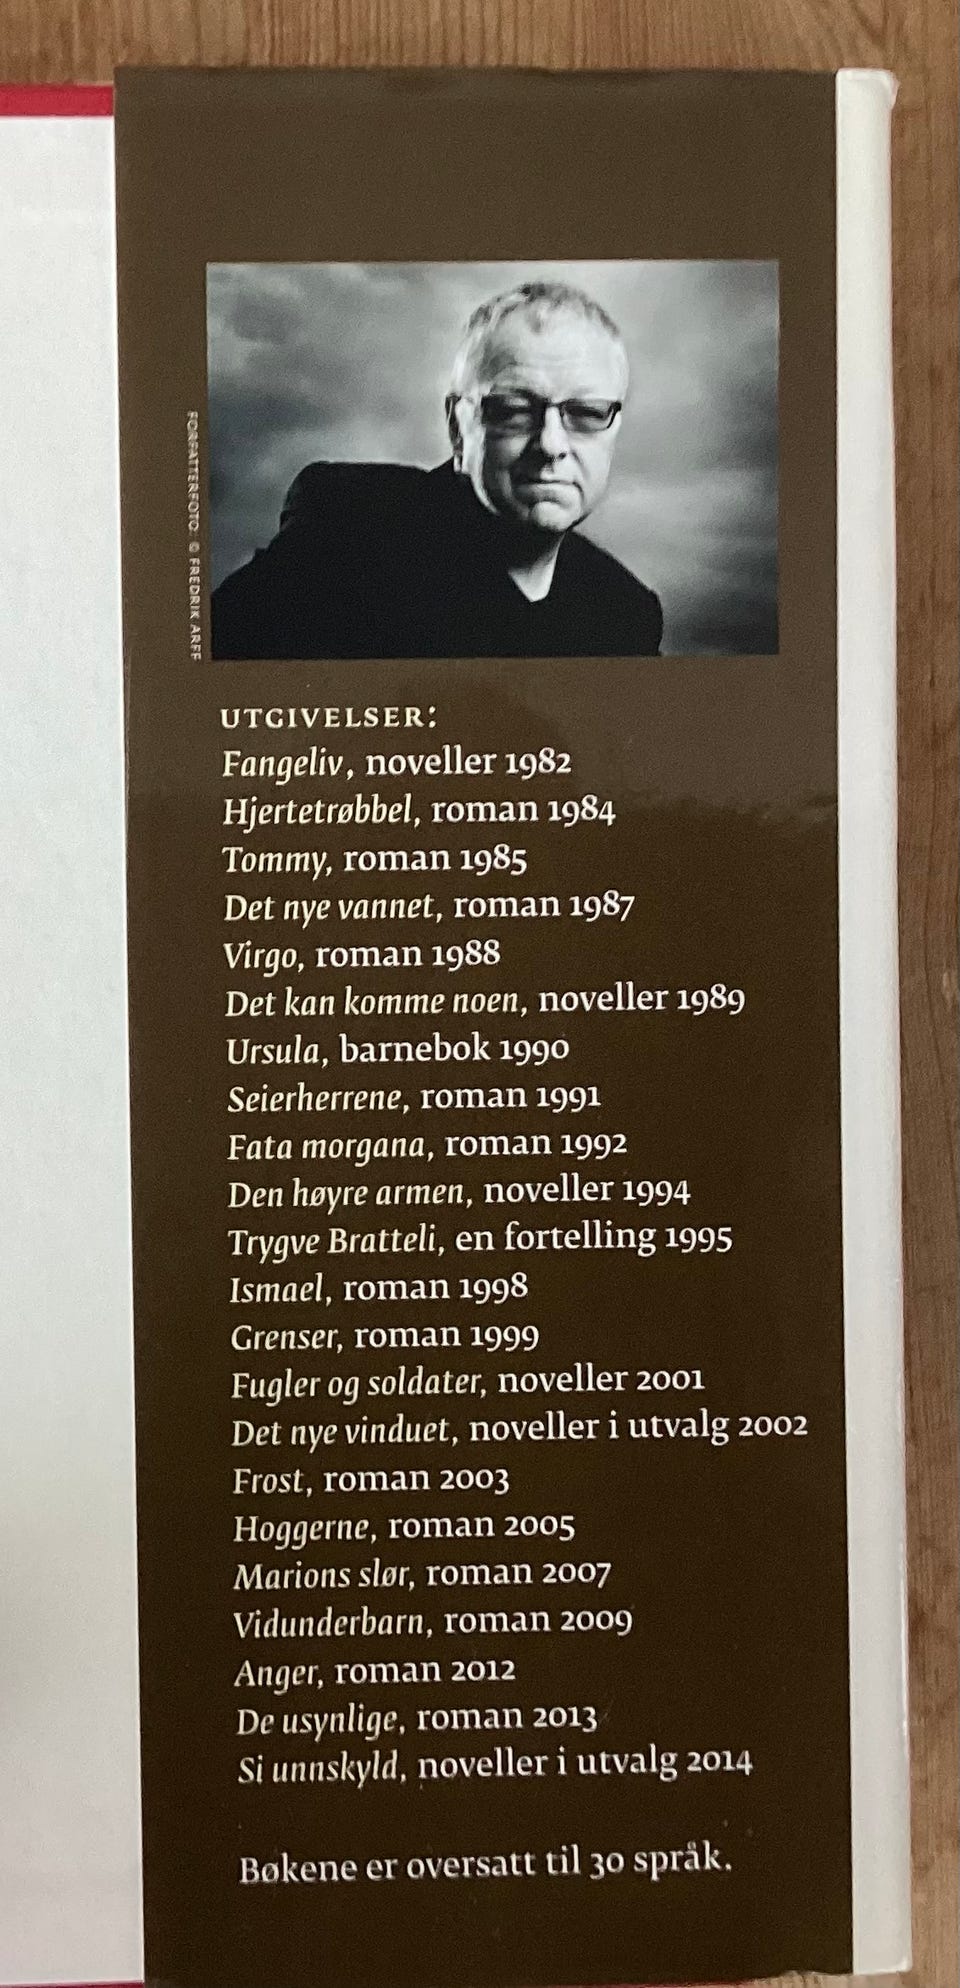 FORFATTERFOTO: © FREDRIK ARFF
UTGIVELSER:
Fangeliv, noveller 1982
Hjertetrøbbel, roman 1984
Tommy, roman 1985
Det nye vannet, roman 1987
Virgo, roman 1988
Det kan komme noen, noveller 1989
Ursula, barnebok 1990
Seierherrene, roman 1991
Fata morgana, roman 1992
Den høyre armen, noveller 1994
Trygve Bratteli, en fortelling 1995
Ismael, roman 1998
Grenser, roman 1999
Fugler og soldater, noveller 2001
Det nye vinduet, noveller i utvalg 2002
Frost, roman 2003
Hoggerne, roman 2005
Marions slør, roman 2007
Vidunderbarn, roman 2009
Anger, roman 2012
De usynlige, roman 2013
Si unnskyld, noveller i utvalg 2014
Bøkene er oversatt til 30 språk.